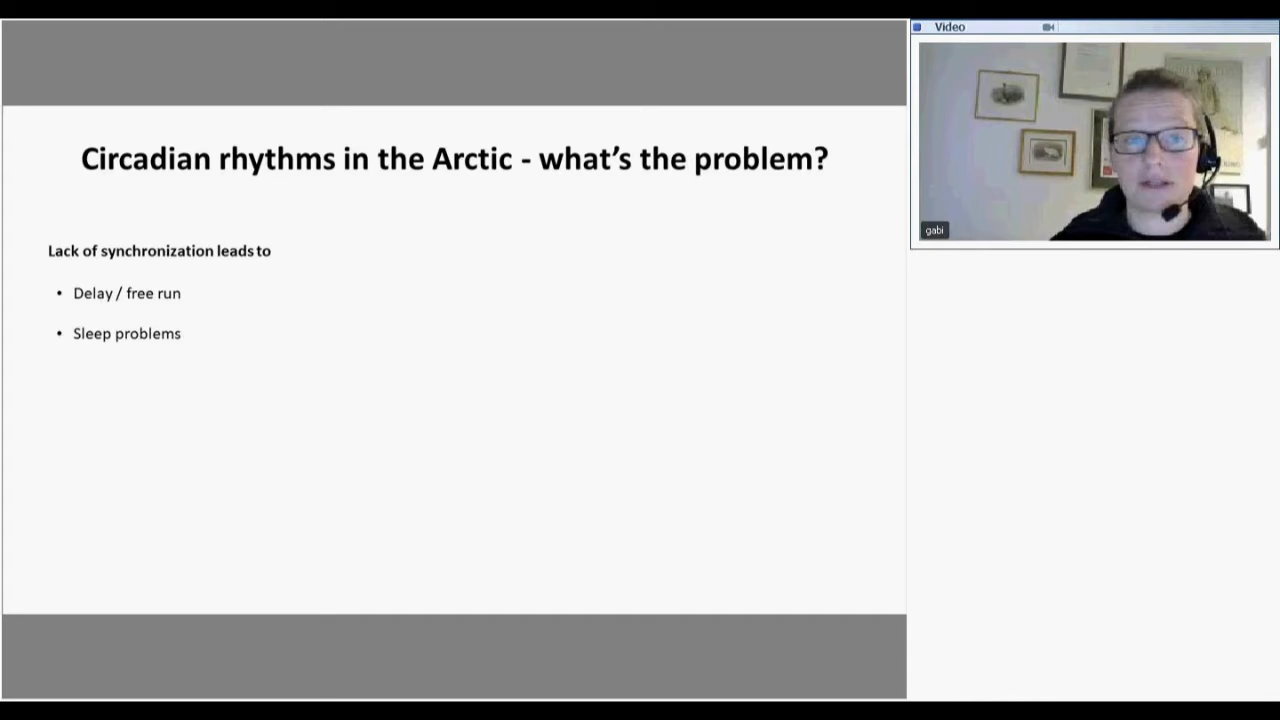 Video
Circadian rhythms in the Arctic - what's the problem?
Lack of synchronization leads to
• Delay / free run
• Sleep problems
gabi